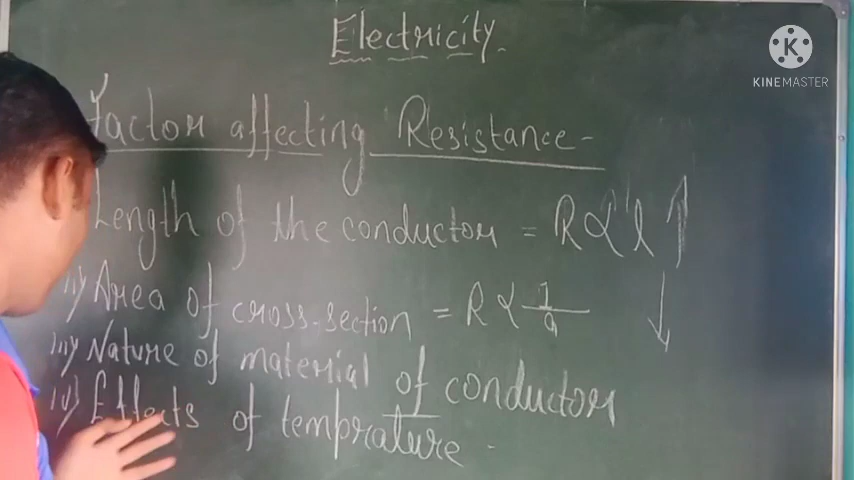 Electricity.
K
KINEMASTER
Factor affecting Resistance -
Length of the conductor = R ∝ l ↑
ii) Area of cross-section = R ∝ 1/a ↓
iii) Nature of material of conductor
iv) Effects of temprature -